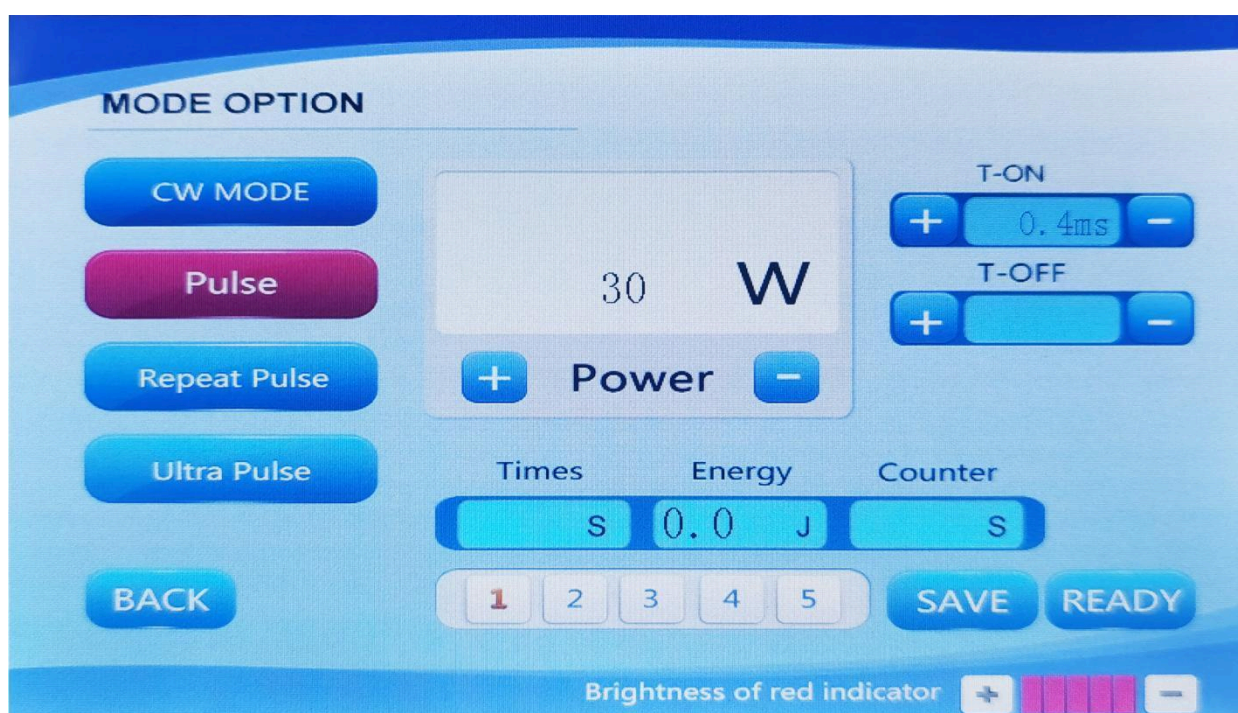 MODE OPTION
CW MODE
Pulse
Repeat Pulse
Ultra Pulse
BACK
30 W
+ Power -
T-ON
+ 0.4ms -
T-OFF
+ -
Times Energy Counter
S 0.0 J S
1 2 3 4 5
SAVE READY
Brightness of red indicator + -